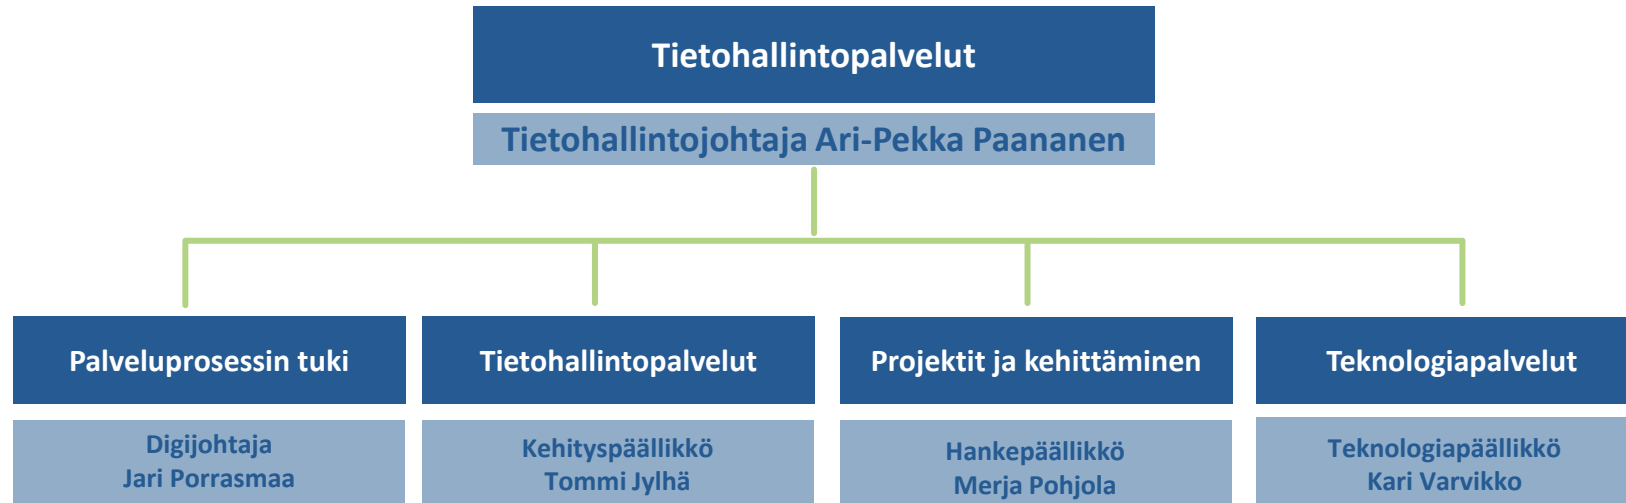 Tietohallintopalvelut
Tietohallintojohtaja Ari-Pekka Paananen
Palveluprosessin tuki
Digijohtaja
Jari Porrasmaa
Tietohallintopalvelut
Kehityspäällikkö
Tommi Jylhä
Projektit ja kehittäminen
Hankepäällikkö
Merja Pohjola
Teknologiapalvelut
Teknologiapäällikkö
Kari Varvikko